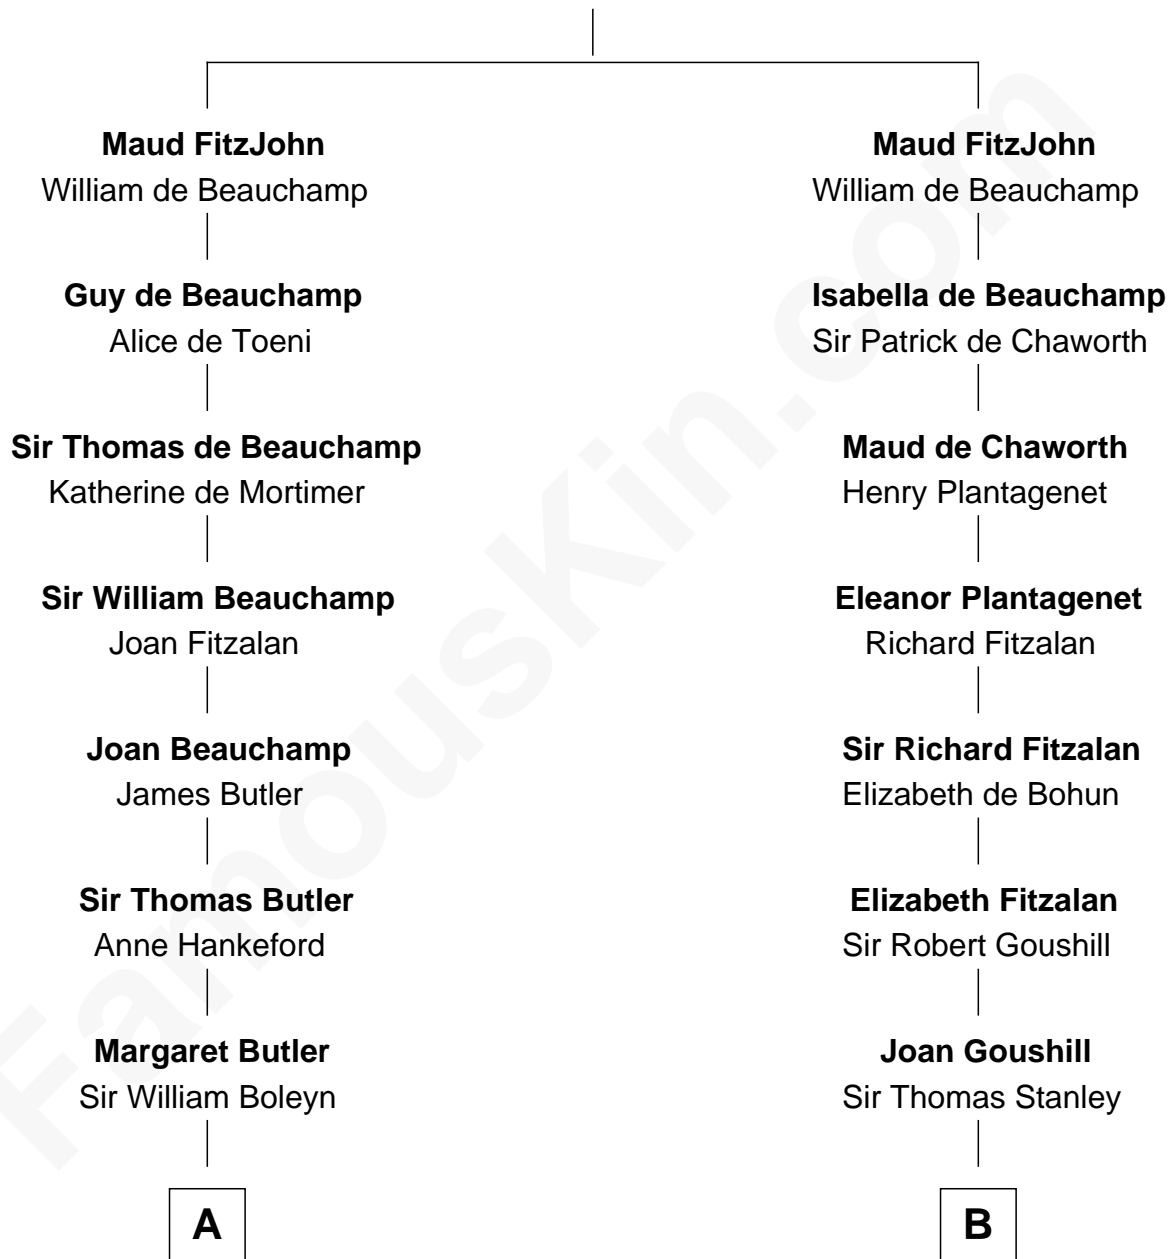 Maud FitzJohn
William de Beauchamp
Guy de Beauchamp
Alice de Toeni
Sir Thomas de Beauchamp
Katherine de Mortimer
Sir William Beauchamp
Joan Fitzalan
Joan Beauchamp
James Butler
Sir Thomas Butler
Anne Hankeford
Margaret Butler
Sir William Boleyn
A
Maud FitzJohn
William de Beauchamp
Isabella de Beauchamp
Sir Patrick de Chaworth
Maud de Chaworth
Henry Plantagenet
Eleanor Plantagenet
Richard Fitzalan
Sir Richard Fitzalan
Elizabeth de Bohun
Elizabeth Fitzalan
Sir Robert Goushill
Joan Goushill
Sir Thomas Stanley
B
FamousKin.com